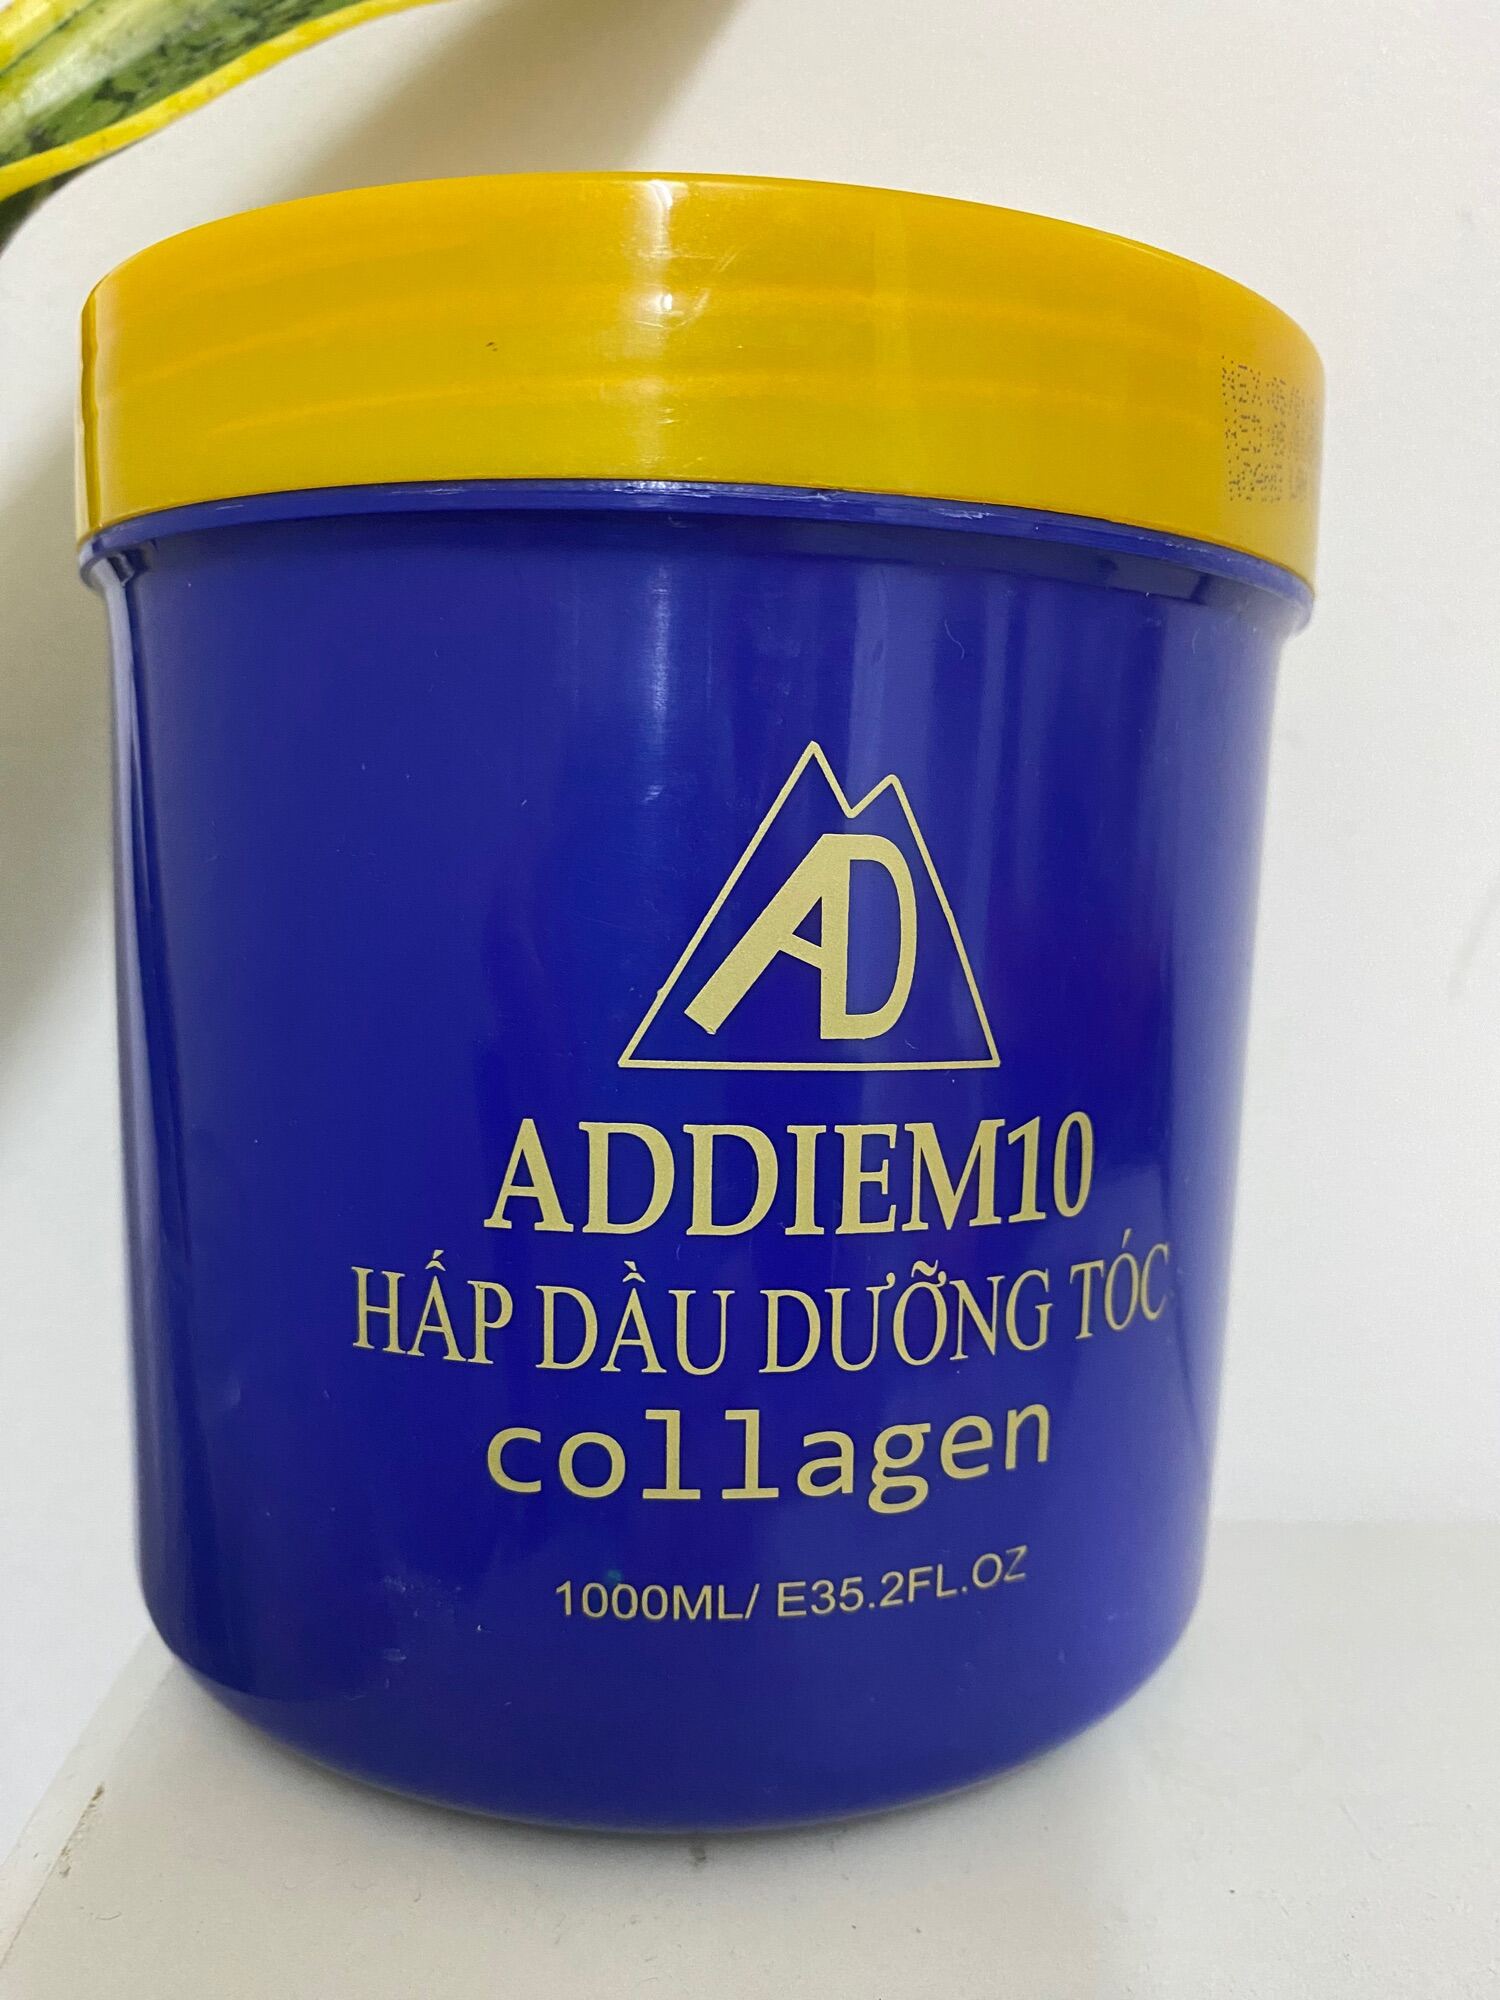 AD
ADDIEM10
HẤP DẦU DƯỠNG TÓC
collagen
1000ML/ E35.2FL.OZ